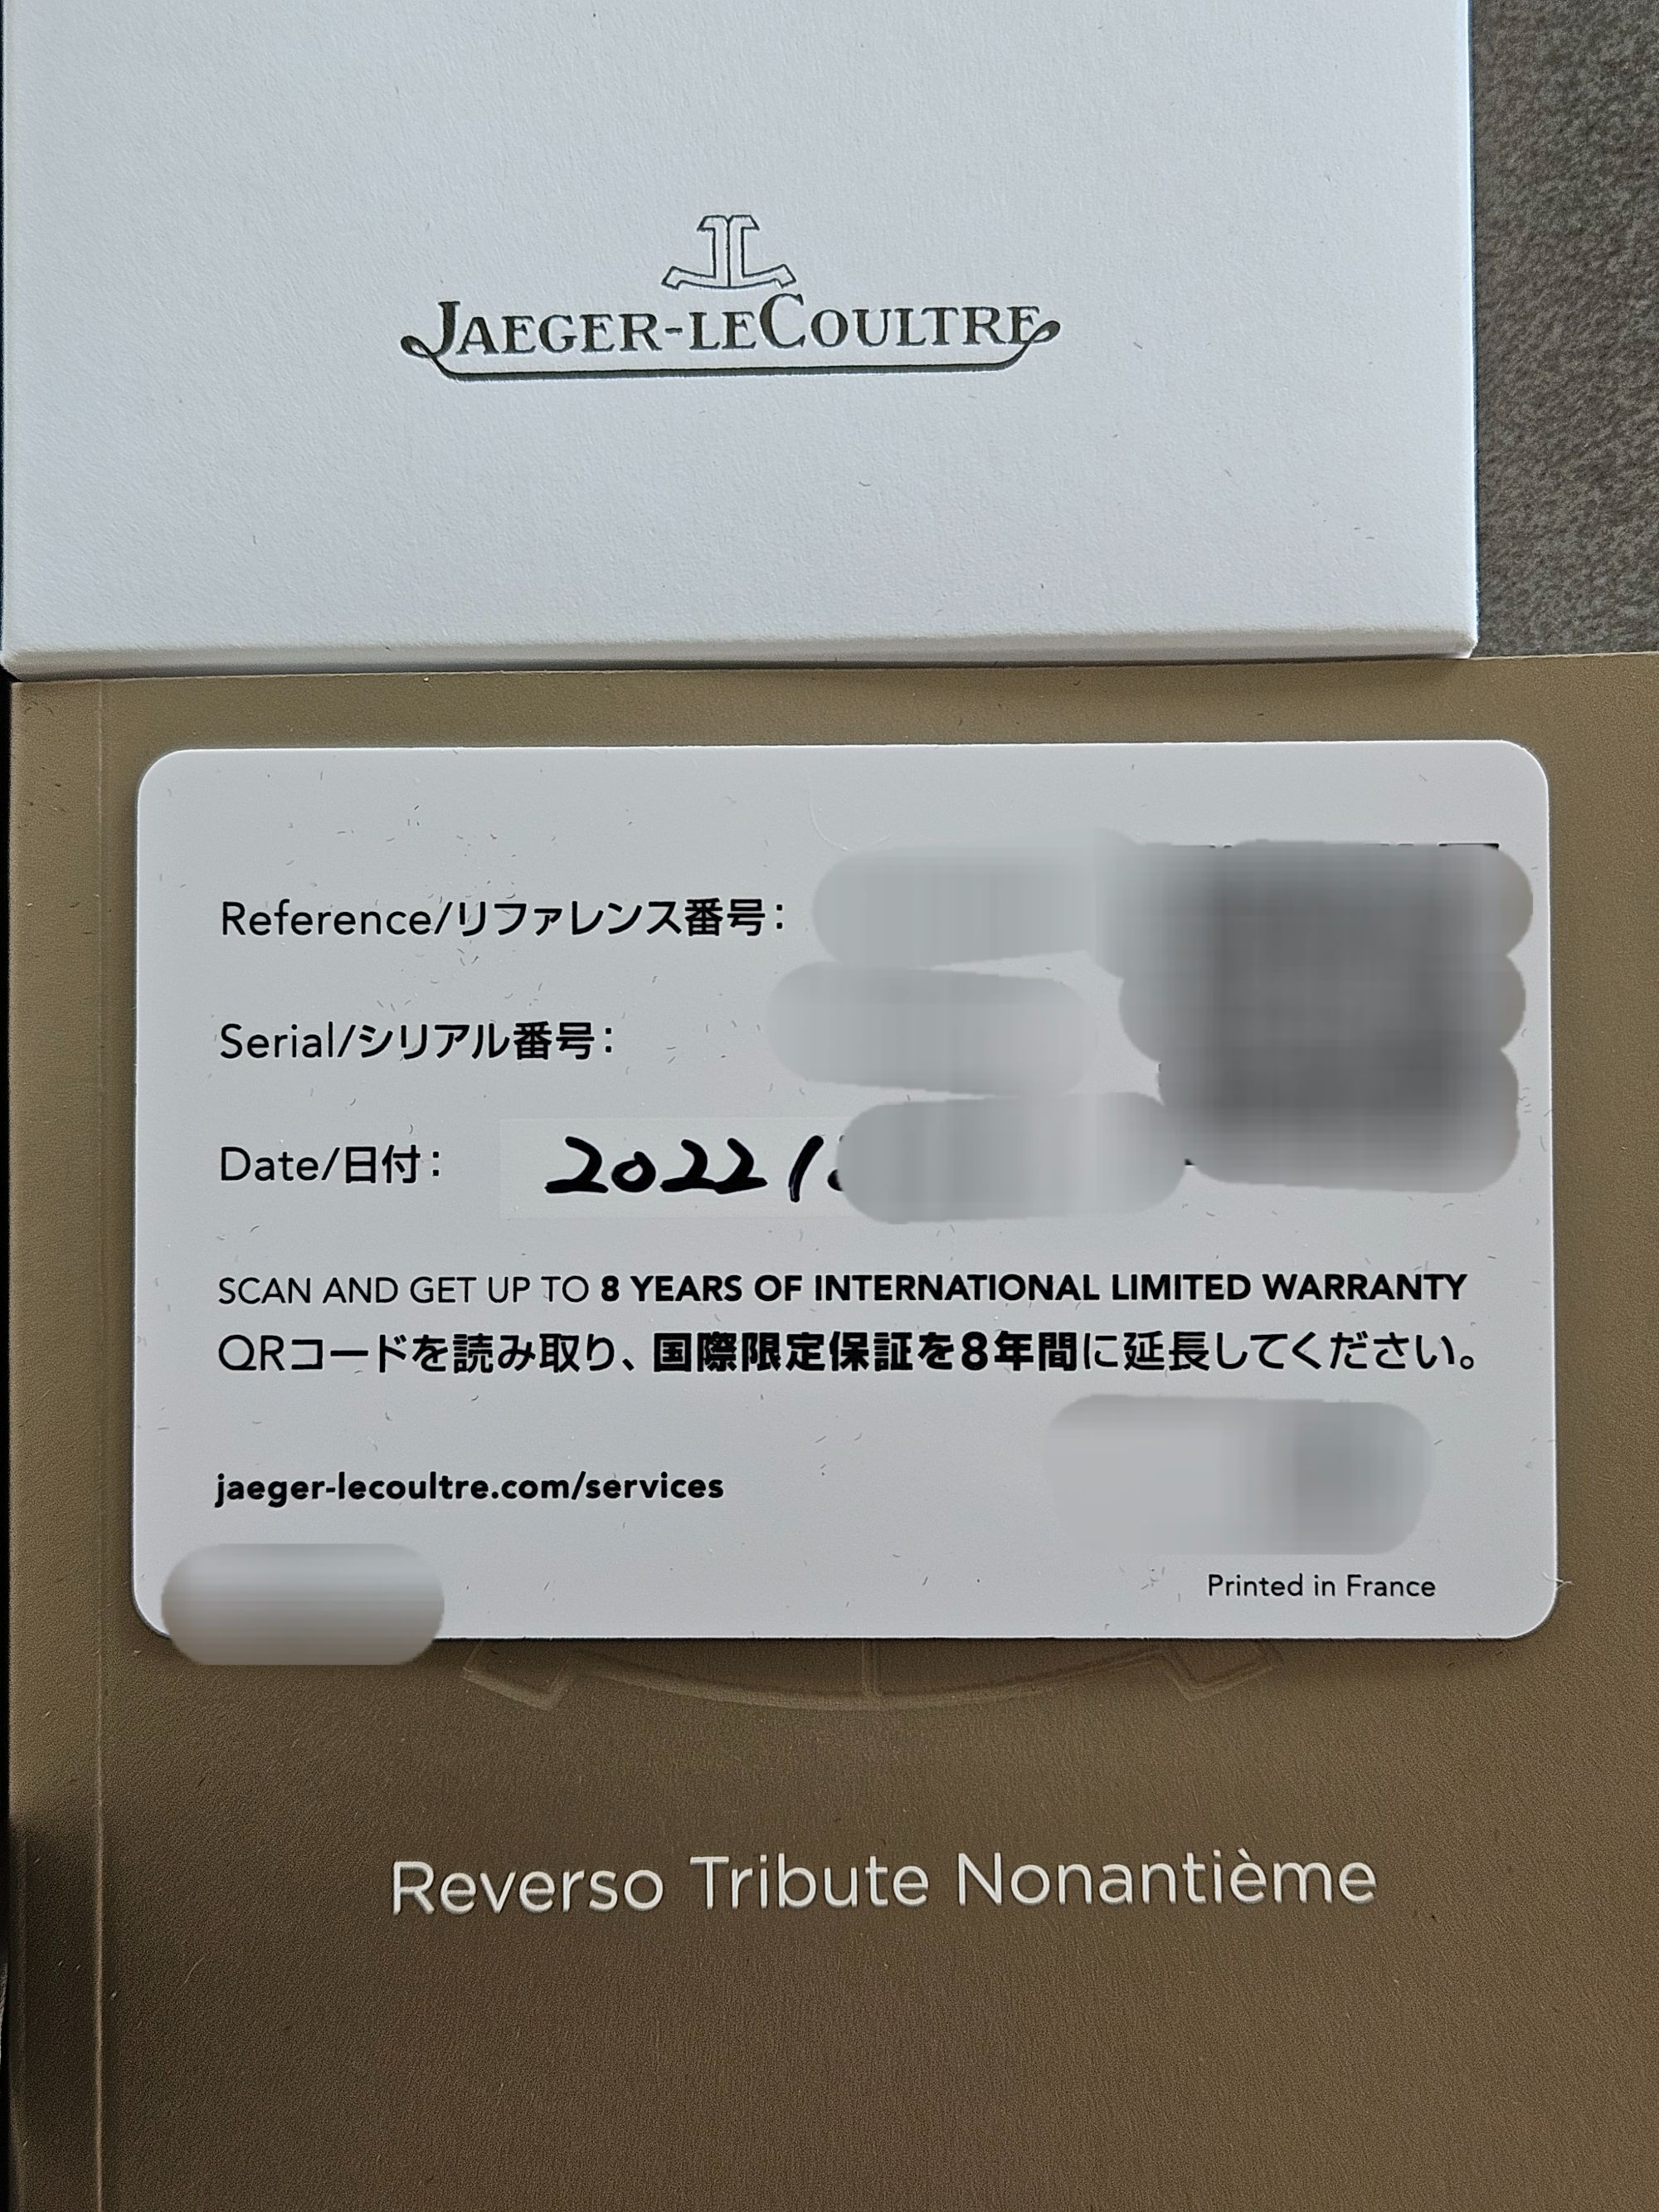 JAEGER-LECOULTRE
Reference/リファレンス番号:
Serial/シリアル番号:
Date/日付: 2022/
SCAN AND GET UP TO 8 YEARS OF INTERNATIONAL LIMITED WARRANTY
QRコードを読み取り、国際限定保証を8年間に延長してください。
jaeger-lecoultre.com/services
Printed in France
Reverso Tribute Nonantième